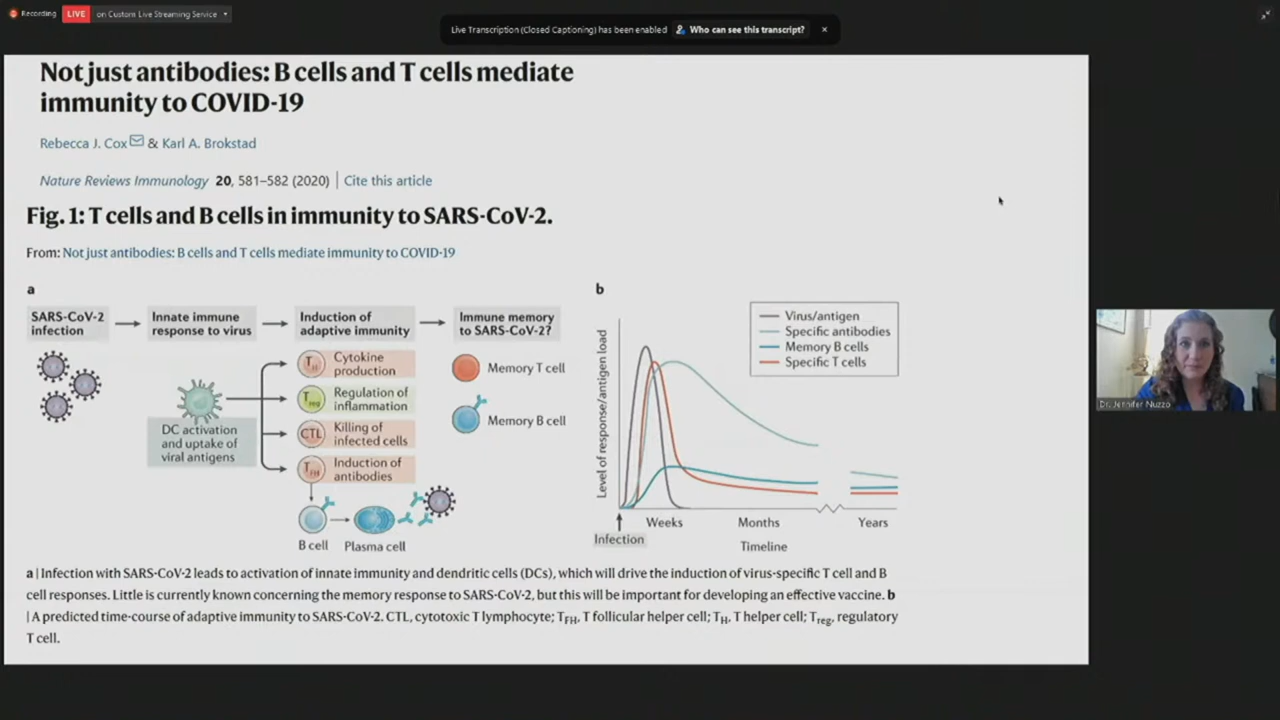 Recording
LIVE
on Custom Live Streaming Service
Live Transcription (Closed Captioning) has been enabled
Who can see this transcript?
Not just antibodies: B cells and T cells mediate
immunity to COVID-19
Rebecca J. Cox & Karl A. Brokstad
Nature Reviews Immunology 20, 581–582 (2020) | Cite this article
Fig. 1: T cells and B cells in immunity to SARS-CoV-2.
From: Not just antibodies: B cells and T cells mediate immunity to COVID-19
a
SARS-CoV-2
infection
Innate immune
response to virus
Induction of
adaptive immunity
Immune memory
to SARS-CoV-2?
DC activation
and uptake of
viral antigens
TH
Cytokine
production
Treg
Regulation of
inflammation
CTL
Killing of
infected cells
TFH
Induction of
antibodies
B cell
Plasma cell
Memory T cell
Memory B cell
b
Level of response/antigen load
Virus/antigen
Specific antibodies
Memory B cells
Specific T cells
Infection
Weeks
Months
Years
Timeline
a | Infection with SARS-CoV-2 leads to activation of innate immunity and dendritic cells (DCs), which will drive the induction of virus-specific T cell and B
cell responses. Little is currently known concerning the memory response to SARS-CoV-2, but this will be important for developing an effective vaccine. b
| A predicted time-course of adaptive immunity to SARS-CoV-2. CTL, cytotoxic T lymphocyte; TFH, T follicular helper cell; TH, T helper cell; Treg, regulatory
T cell.
Dr. Jennifer Nuzzo